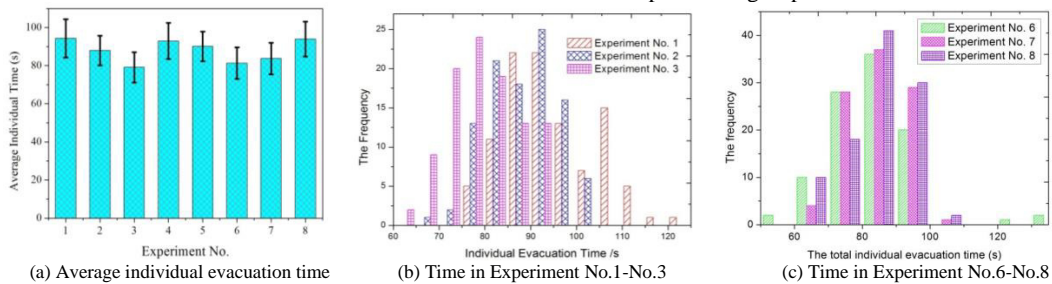 100
80
60
40
20
0
Average Individual Time (s)
1 2 3 4 5 6 7 8
Experiment No.
(a) Average individual evacuation time
25
20
15
10
5
0
The Frequency
Experiment No. 1
Experiment No. 2
Experiment No. 3
60 70 80 90 100 110 120
Individual Evacuation Time /s
(b) Time in Experiment No.1-No.3
40
30
20
10
0
The frequency
Experiment No. 6
Experiment No. 7
Experiment No. 8
60 80 100 120
The total individual evacuation time (s)
(c) Time in Experiment No.6-No.8